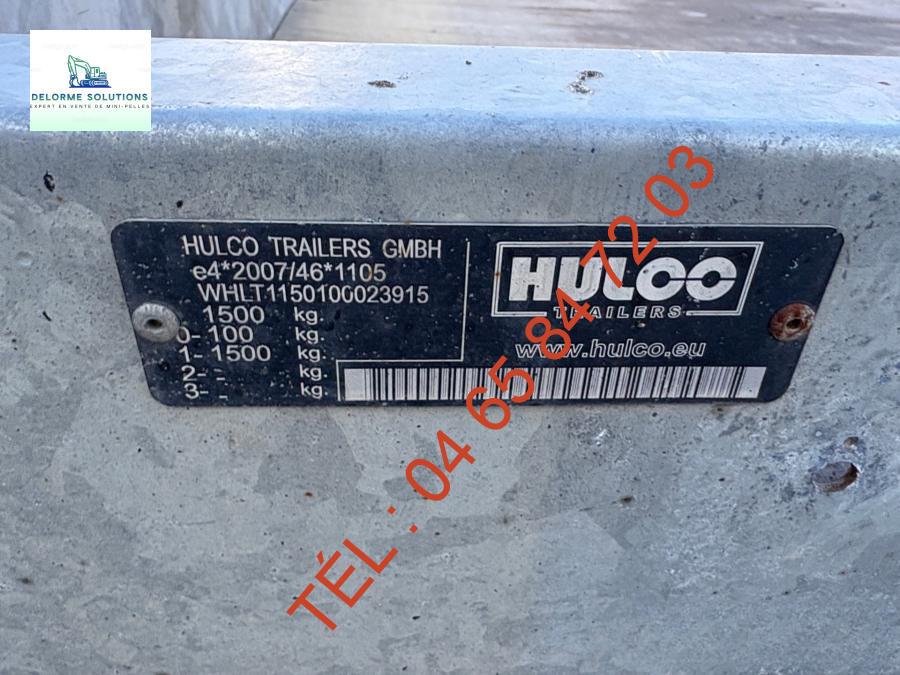 DELORME SOLUTIONS
EXPERT EN VENTE DE MINI-PELLES
HULCO TRAILERS GMBH
e4*2007/46*1105
WHLT1150100023915
1500 kg.
0-100 kg.
1-1500 kg.
2-- kg.
3-- kg.
HULCO
TRAILERS
www.hulco.eu
TÉL : 04 65 84 72 03